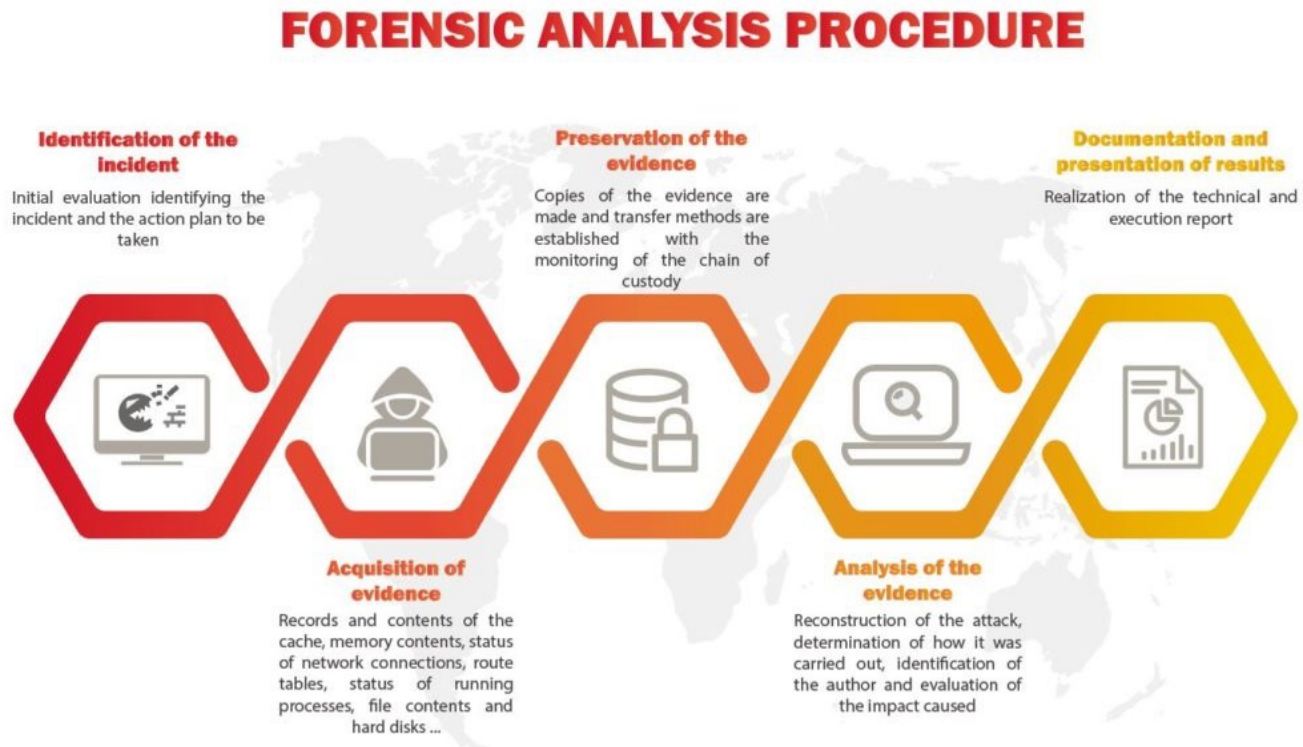 FORENSIC ANALYSIS PROCEDURE
Identification of the
incident
Initial evaluation identifying the
incident and the action plan to be
taken
Acquisition of
evidence
Records and contents of the
cache, memory contents, status
of network connections, route
tables, status of running
processes, file contents and
hard disks ...
Preservation of the
evidence
Copies of the evidence are
made and transfer methods are
established with the
monitoring of the chain of
custody
Analysis of the
evidence
Reconstruction of the attack,
determination of how it was
carried out, identification of
the author and evaluation of
the impact caused
Documentation and
presentation of results
Realization of the technical and
execution report